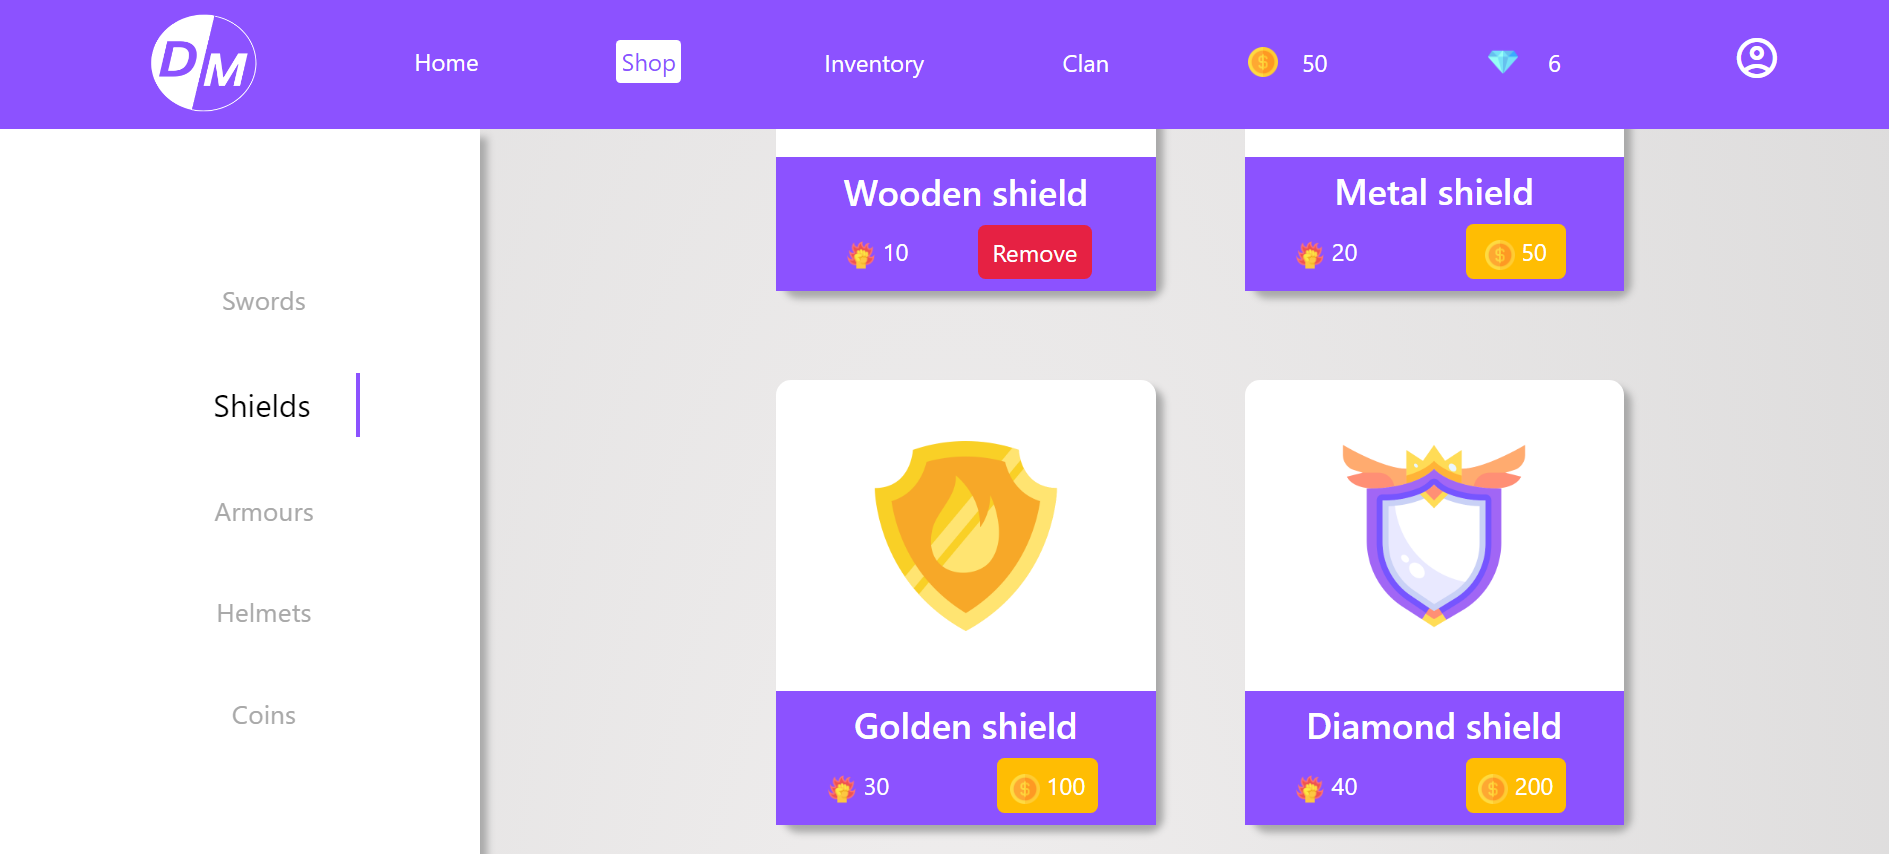 DM
Home
Shop
Inventory
Clan
50
6
Swords
Shields
Armours
Helmets
Coins
Wooden shield
10
Remove
Metal shield
20
50
Golden shield
30
100
Diamond shield
40
200